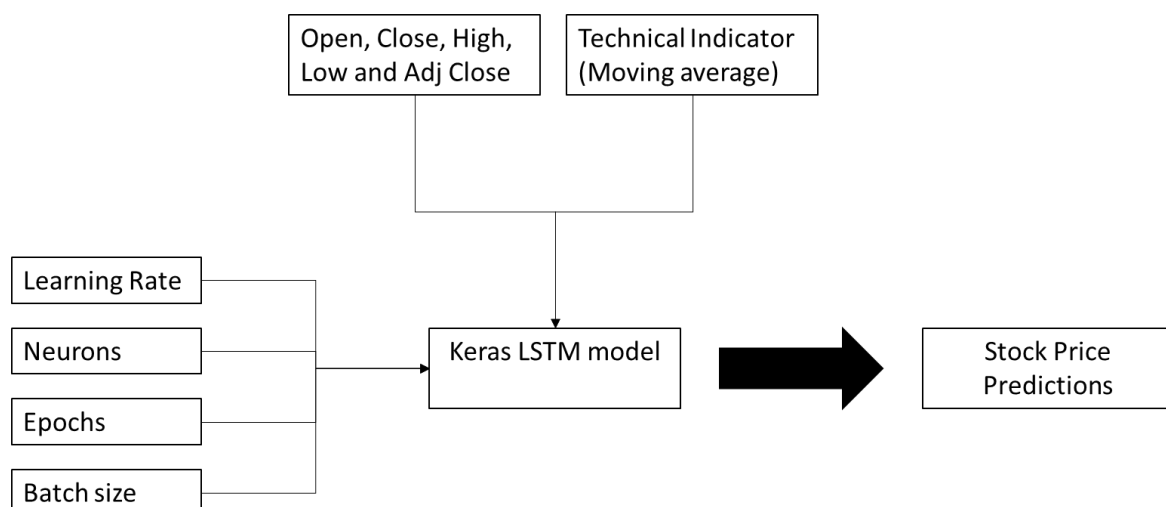 Open, Close, High,
Low and Adj Close
Technical Indicator
(Moving average)
Learning Rate
Neurons
Epochs
Batch size
Keras LSTM model
Stock Price
Predictions